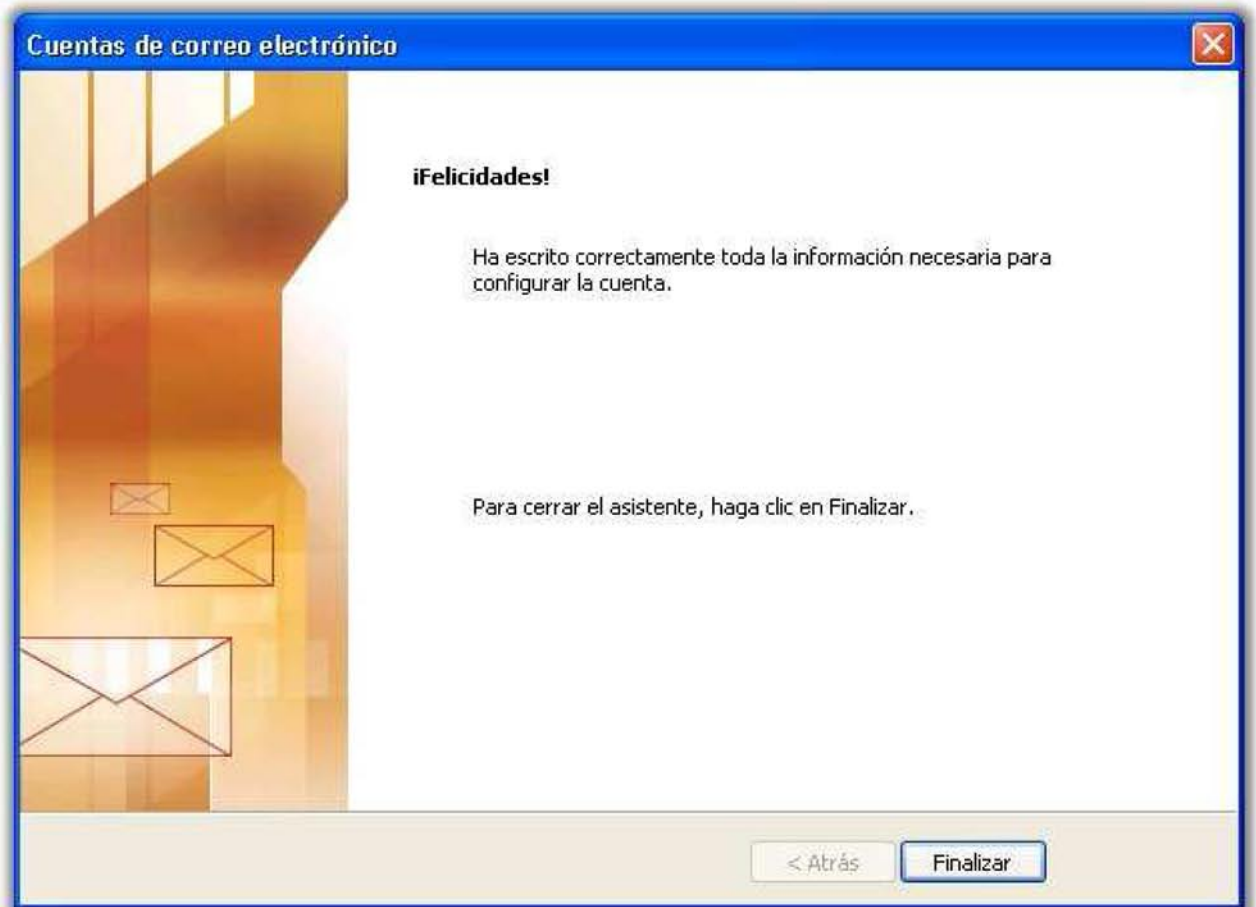 Cuentas de correo electrónico
¡Felicidades!
Ha escrito correctamente toda la información necesaria para
configurar la cuenta.
Para cerrar el asistente, haga clic en Finalizar.
< Atrás
Finalizar